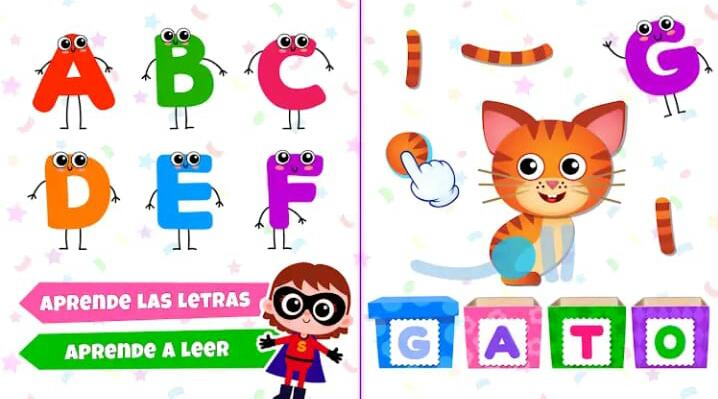 A B C
D E F
APRENDE LAS LETRAS
APRENDE A LEER
S
G
G A T O